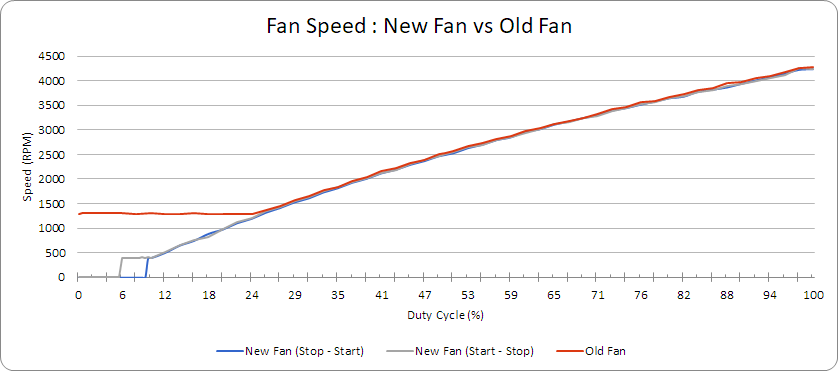 Fan Speed : New Fan vs Old Fan
4500
4000
3500
3000
2500
2000
1500
1000
500
0
Speed (RPM)
0 6 12 18 24 29 35 41 47 53 59 65 71 76 82 88 94 100
Duty Cycle (%)
New Fan (Stop - Start) New Fan (Start - Stop) Old Fan